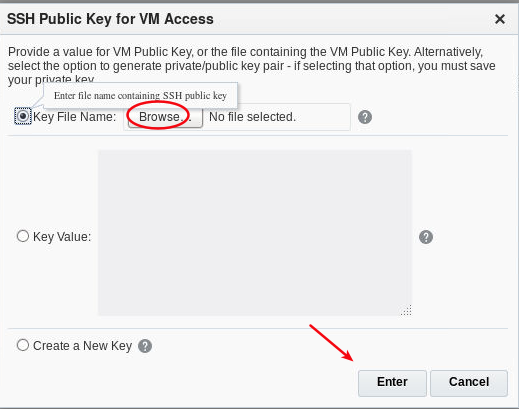 SSH Public Key for VM Access
Provide a value for VM Public Key, or the file containing the VM Public Key. Alternatively,
select the option to generate private/public key pair - if selecting that option, you must save
your private key
Enter file name containing SSH public key
Key File Name: Browse... No file selected. ?
Key Value: ?
Create a New Key ?
Enter Cancel